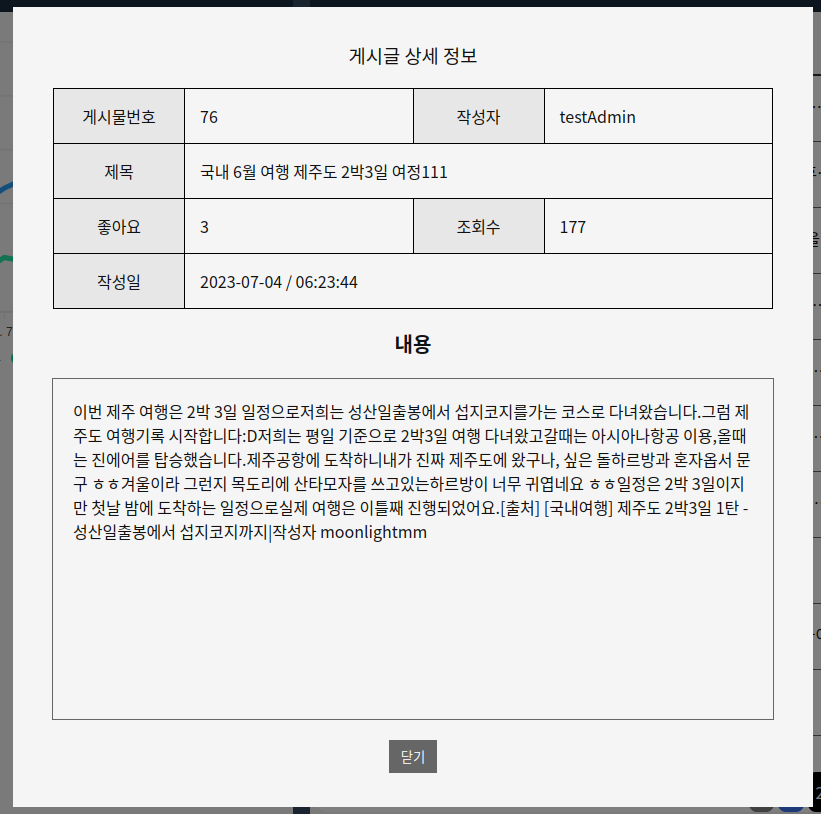 게시글 상세 정보
게시물번호 76 작성자 testAdmin
제목 국내 6월 여행 제주도 2박3일 여정111
좋아요 3 조회수 177
작성일 2023-07-04 / 06:23:44
내용
이번 제주 여행은 2박 3일 일정으로저희는 성산일출봉에서 섭지코지를가는 코스로 다녀왔습니다.그럼 제
주도 여행기록 시작합니다:D저희는 평일 기준으로 2박3일 여행 다녀왔고갈때는 아시아나항공 이용,올때
는 진에어를 탑승했습니다.제주공항에 도착하니내가 진짜 제주도에 왔구나, 싶은 돌하르방과 혼자옵서 문
구 ㅎㅎ겨울이라 그런지 목도리에 산타모자를 쓰고있는하르방이 너무 귀엽네요 ㅎㅎ일정은 2박 3일이지
만 첫날 밤에 도착하는 일정으로실제 여행은 이틀째 진행되었어요.[출처] [국내여행] 제주도 2박3일 1탄 -
성산일출봉에서 섭지코지까지|작성자 moonlightmm
닫기